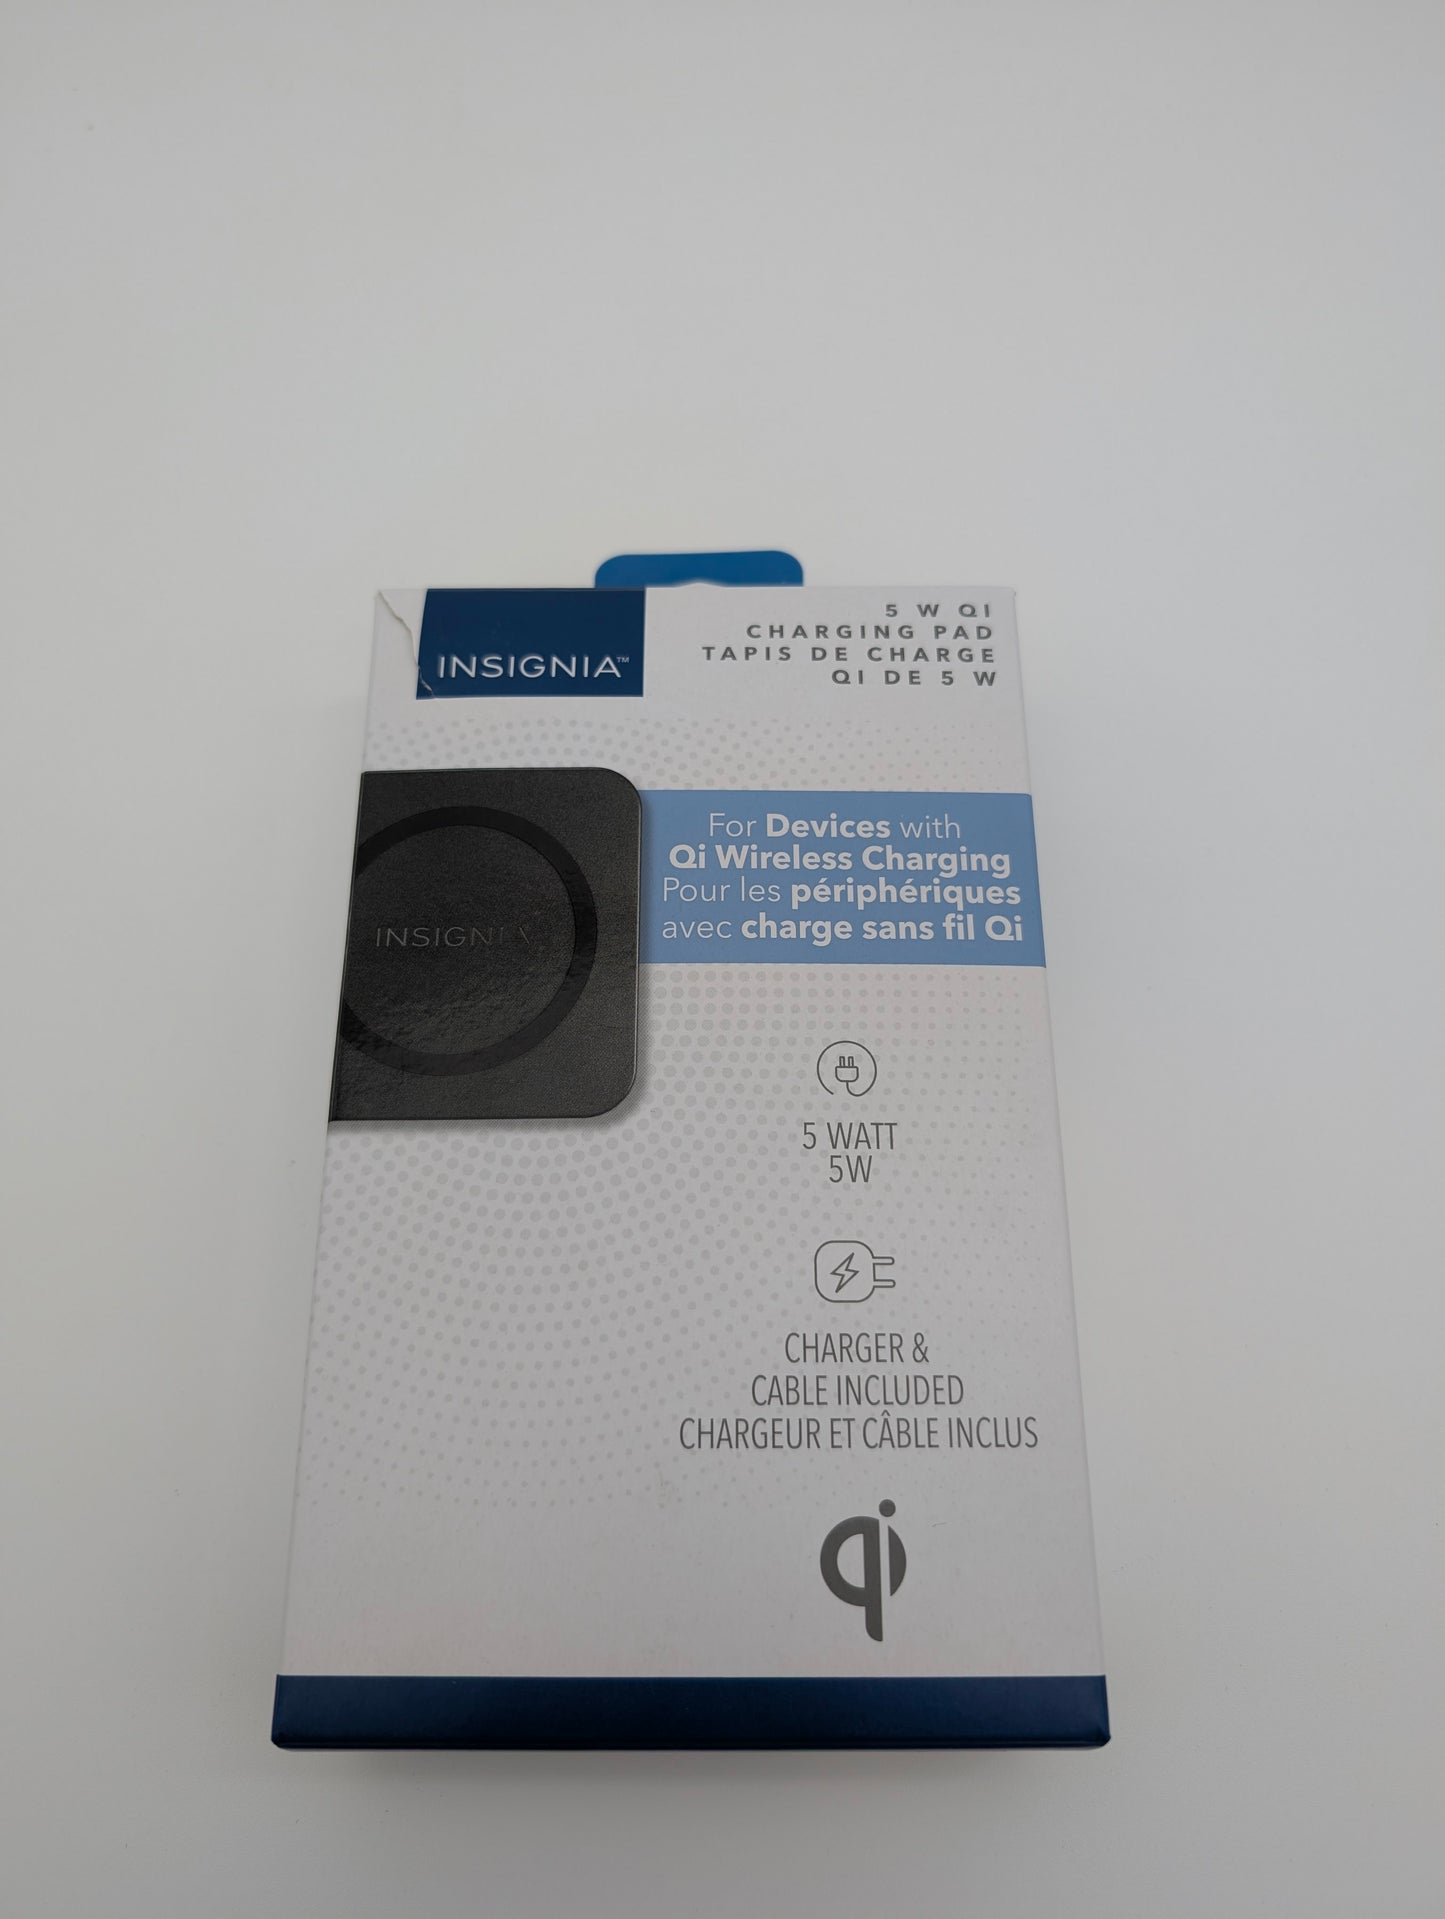 INSIGNIA™
5 W QI
CHARGING PAD
TAPIS DE CHARGE
QI DE 5 W
INSIGNIA
For Devices with
Qi Wireless Charging
Pour les périphériques
avec charge sans fil Qi
5 WATT
5W
CHARGER &
CABLE INCLUDED
CHARGEUR ET CÂBLE INCLUS
qi